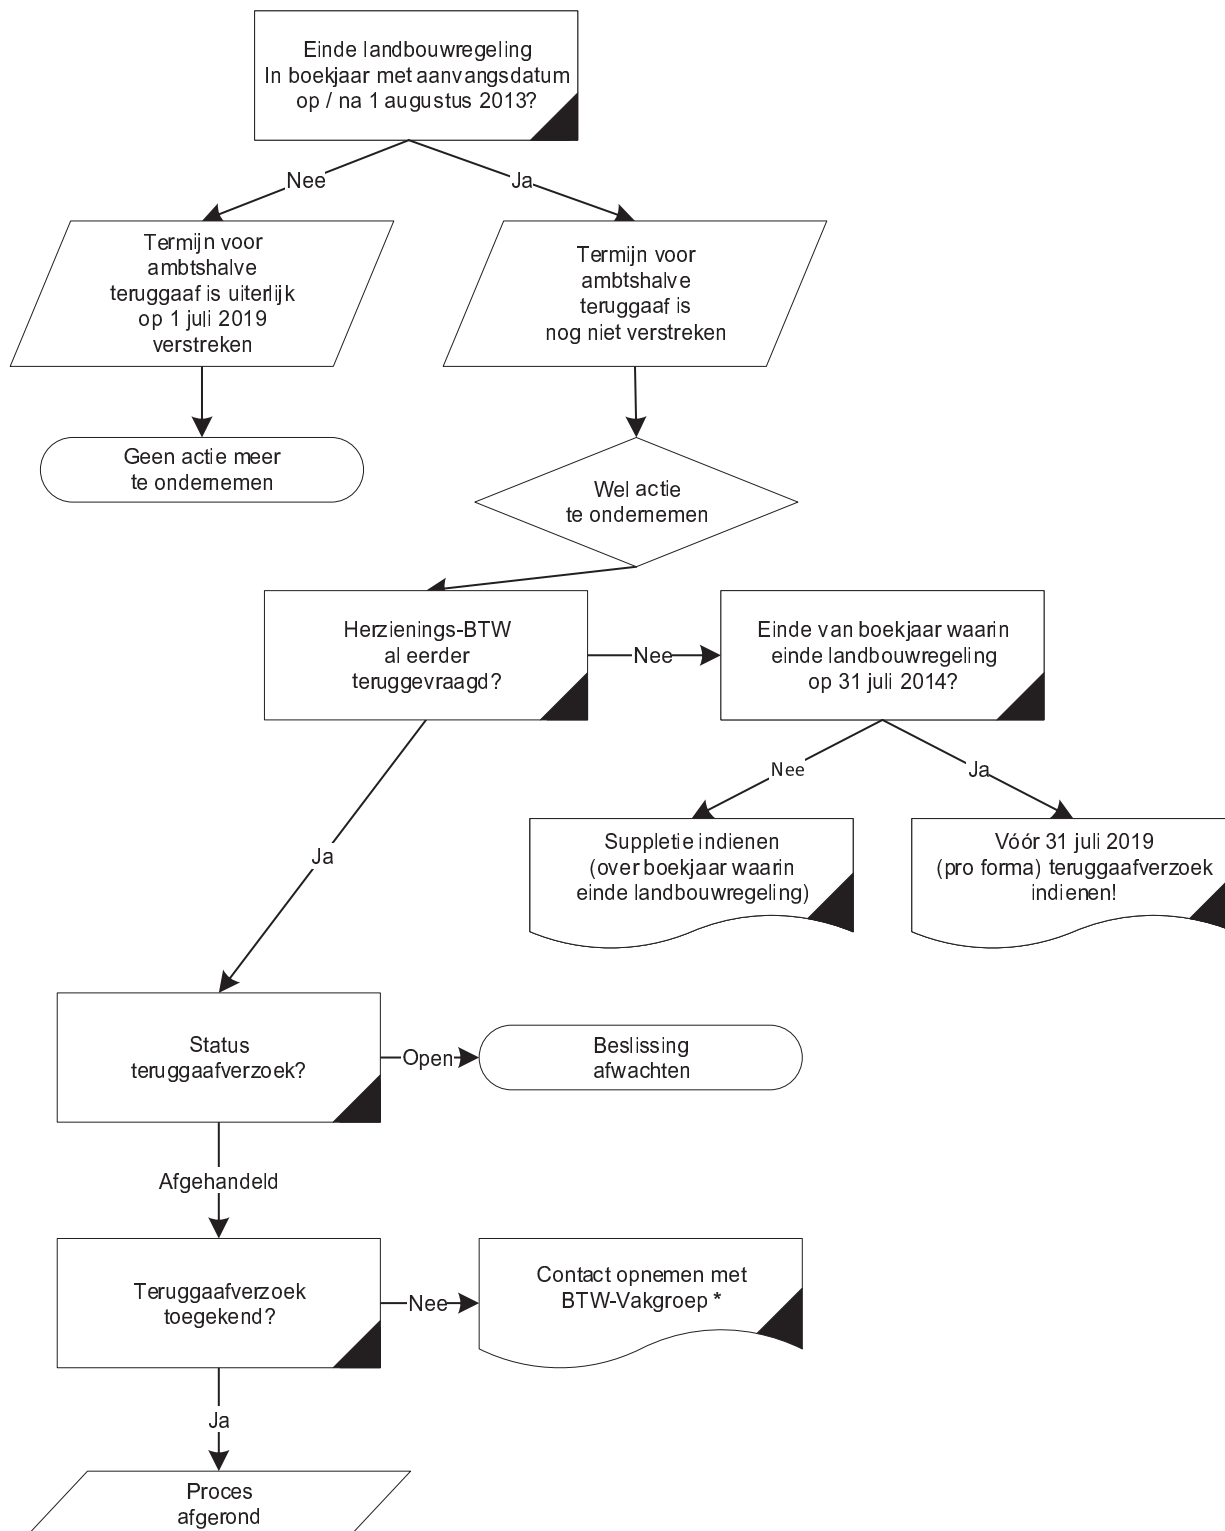 Einde landbouwregeling
In boekjaar met aanvangsdatum
op / na 1 augustus 2013?
Nee
Ja
Termijn voor
ambtshalve
teruggaaf is uiterlijk
op 1 juli 2019
verstreken
Termijn voor
ambtshalve
teruggaaf is
nog niet verstreken
Geen actie meer
te ondernemen
Wel actie
te ondernemen
Herzienings-BTW
al eerder
teruggevraagd?
Nee
Einde van boekjaar waarin
einde landbouwregeling
op 31 juli 2014?
Nee
Ja
Suppletie indienen
(over boekjaar waarin
einde landbouwregeling)
Vóór 31 juli 2019
(pro forma) teruggaafverzoek
indienen!
Ja
Status
teruggaafverzoek?
Open
Beslissing
afwachten
Afgehandeld
Teruggaafverzoek
toegekend?
Nee
Contact opnemen met
BTW-Vakgroep *
Ja
Proces
afgerond